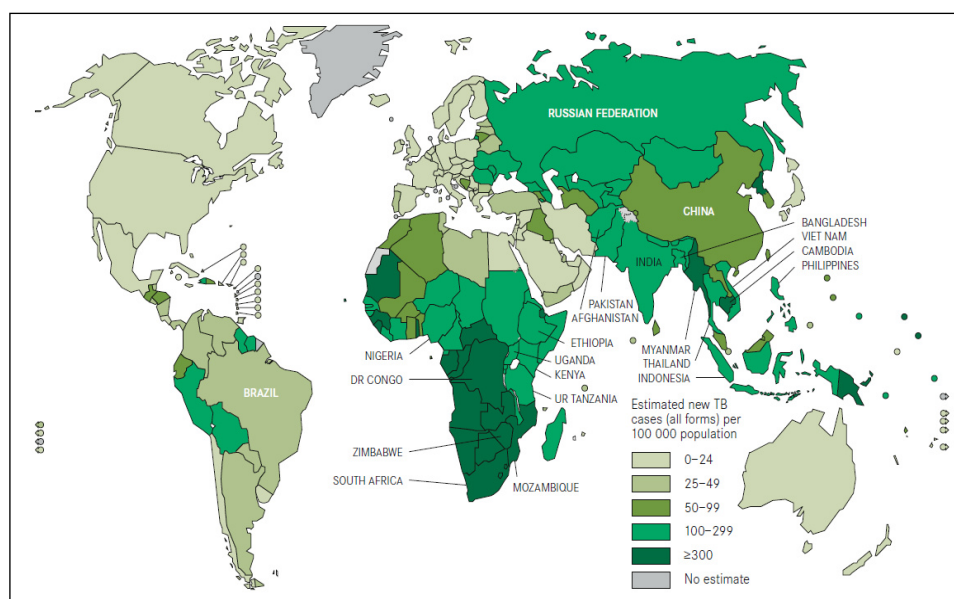 RUSSIAN FEDERATION
CHINA
BANGLADESH
VIET NAM
CAMBODIA
PHILIPPINES
INDIA
PAKISTAN
AFGHANISTAN
MYANMAR
THAILAND
INDONESIA
NIGERIA
DR CONGO
ETHIOPIA
UGANDA
KENYA
UR TANZANIA
BRAZIL
ZIMBABWE
SOUTH AFRICA
MOZAMBIQUE
Estimated new TB
cases (all forms) per
100 000 population
0–24
25–49
50–99
100–299
≥300
No estimate